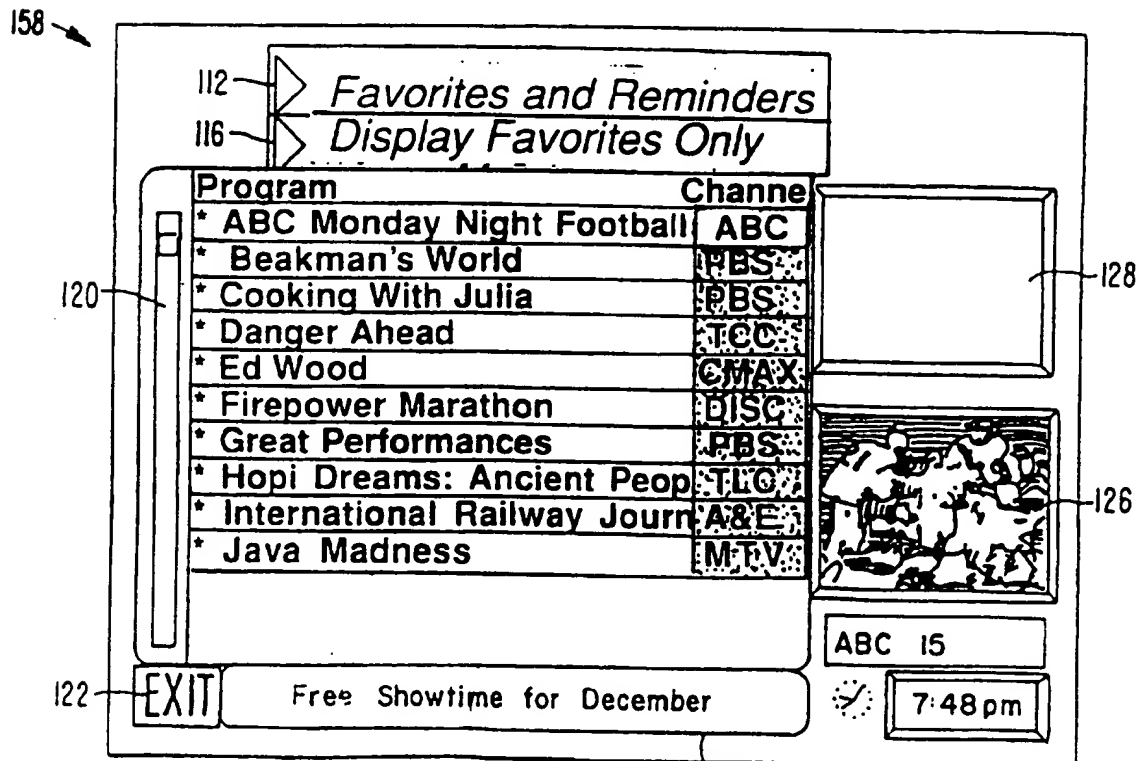 158
112
Favorites and Reminders
116
Display Favorites Only
Program Channe
* ABC Monday Night Football ABC
* Beakman's World PBS
* Cooking With Julia PBS
* Danger Ahead TCC
* Ed Wood CMAX
* Firepower Marathon DISC
* Great Performances PBS
* Hopi Dreams: Ancient Peop TLC
* International Railway Journ A&E
* Java Madness MTV
120
128
126
ABC 15
122
EXIT
Free Showtime for December
7:48pm